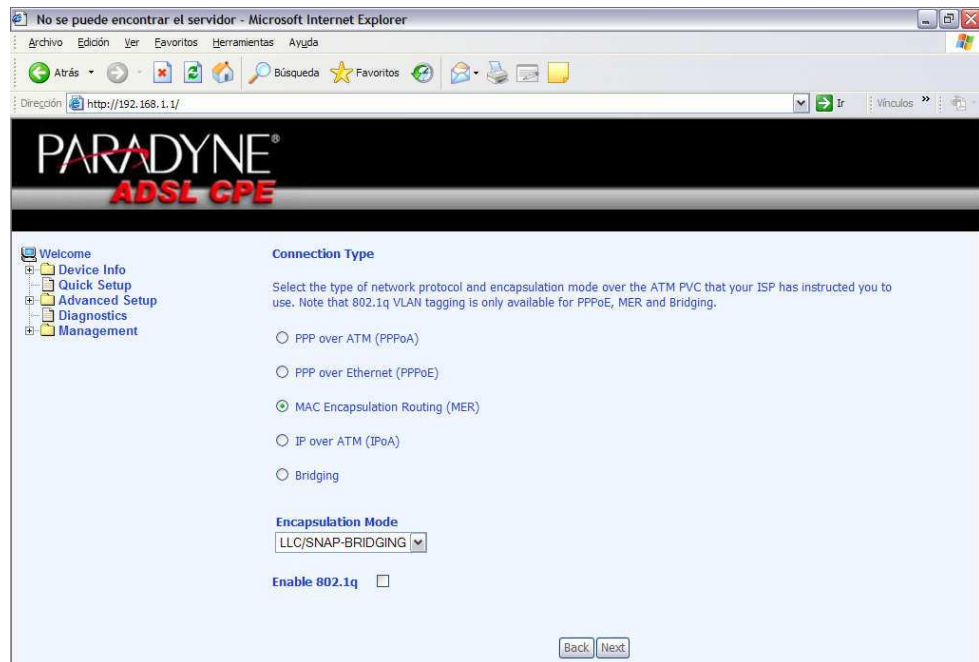 No se puede encontrar el servidor - Microsoft Internet Explorer
Archivo Edición Ver Favoritos Herramientas Ayuda
Atrás Búsqueda Favoritos
Dirección http://192.168.1.1/ Ir Vínculos »
PARADYNE®
ADSL CPE
Welcome
Device Info
Quick Setup
Advanced Setup
Diagnostics
Management
Connection Type
Select the type of network protocol and encapsulation mode over the ATM PVC that your ISP has instructed you to
use. Note that 802.1q VLAN tagging is only available for PPPoE, MER and Bridging.
PPP over ATM (PPPoA)
PPP over Ethernet (PPPoE)
MAC Encapsulation Routing (MER)
IP over ATM (IPoA)
Bridging
Encapsulation Mode
LLC/SNAP-BRIDGING
Enable 802.1q
Back Next